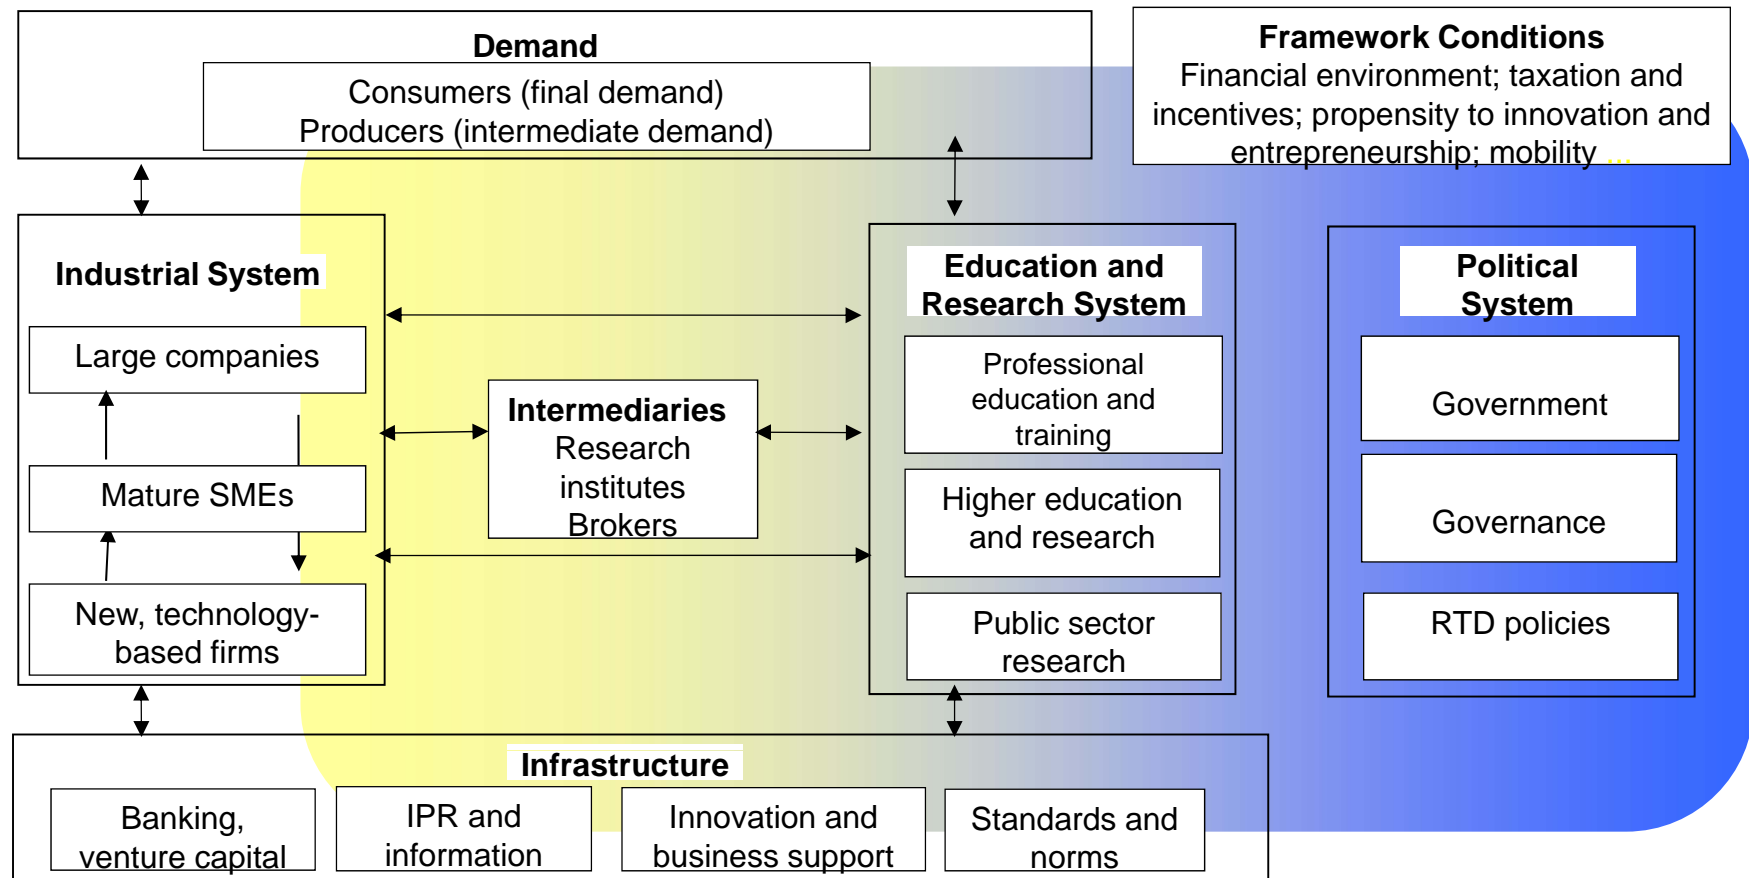 Demand
Consumers (final demand)
Producers (intermediate demand)
Framework Conditions
Financial environment; taxation and
incentives; propensity to innovation and
entrepreneurship; mobility ...
Industrial System
Large companies
Mature SMEs
New, technology-
based firms
Intermediaries
Research
institutes
Brokers
Education and
Research System
Professional
education and
training
Higher education
and research
Public sector
research
Political
System
Government
Governance
RTD policies
Infrastructure
Banking,
venture capital
IPR and
information
Innovation and
business support
Standards and
norms